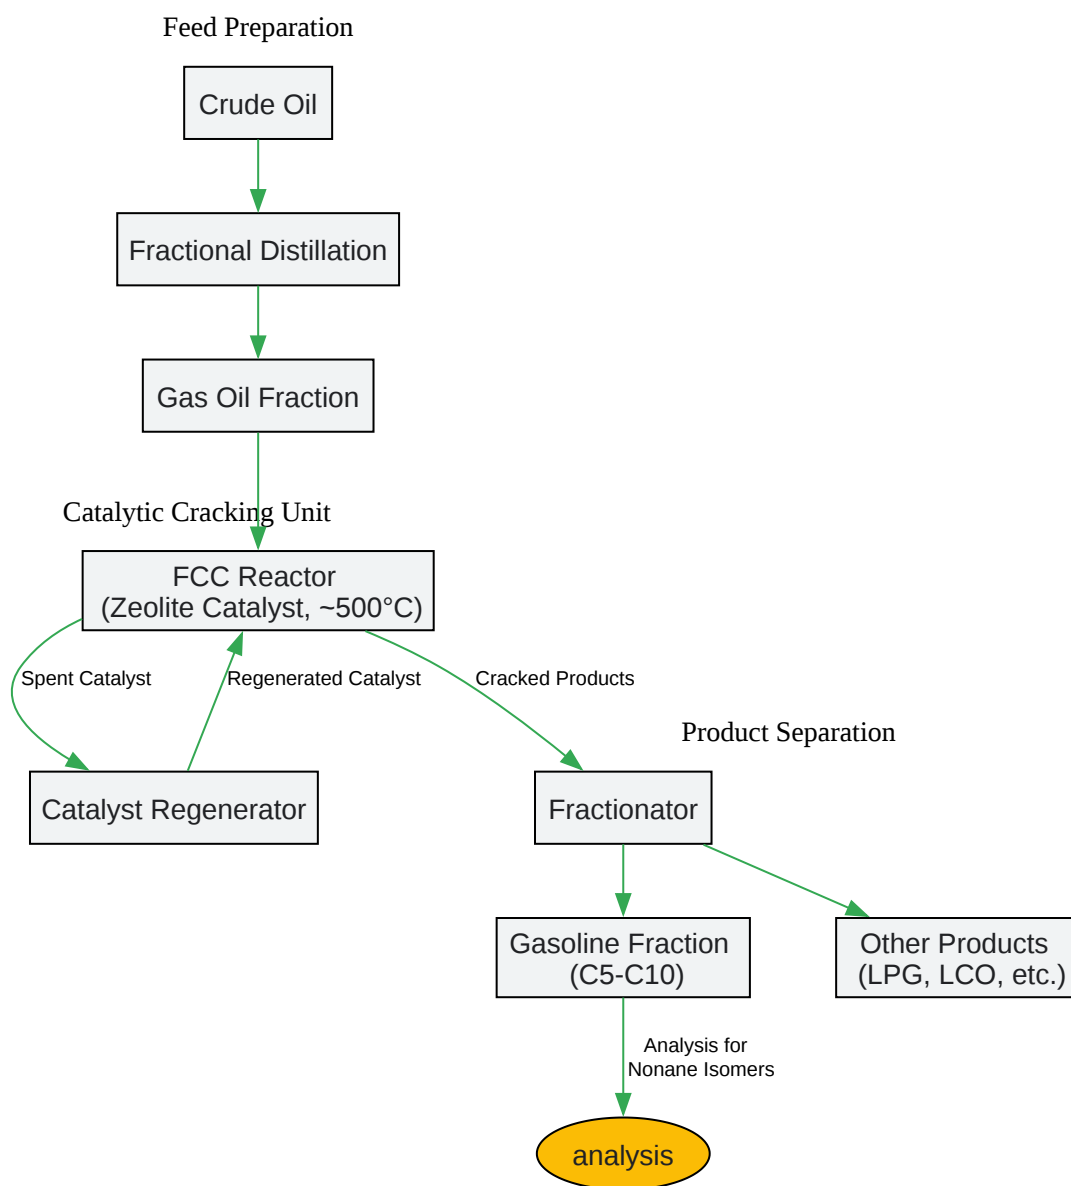 Feed Preparation
Crude Oil
Fractional Distillation
Gas Oil Fraction
Catalytic Cracking Unit
FCC Reactor
(Zeolite Catalyst, ~500°C)
Spent Catalyst
Regenerated Catalyst
Cracked Products
Product Separation
Catalyst Regenerator
Fractionator
Gasoline Fraction
(C5-C10)
Other Products
(LPG, LCO, etc.)
Analysis for
Nonane Isomers
analysis